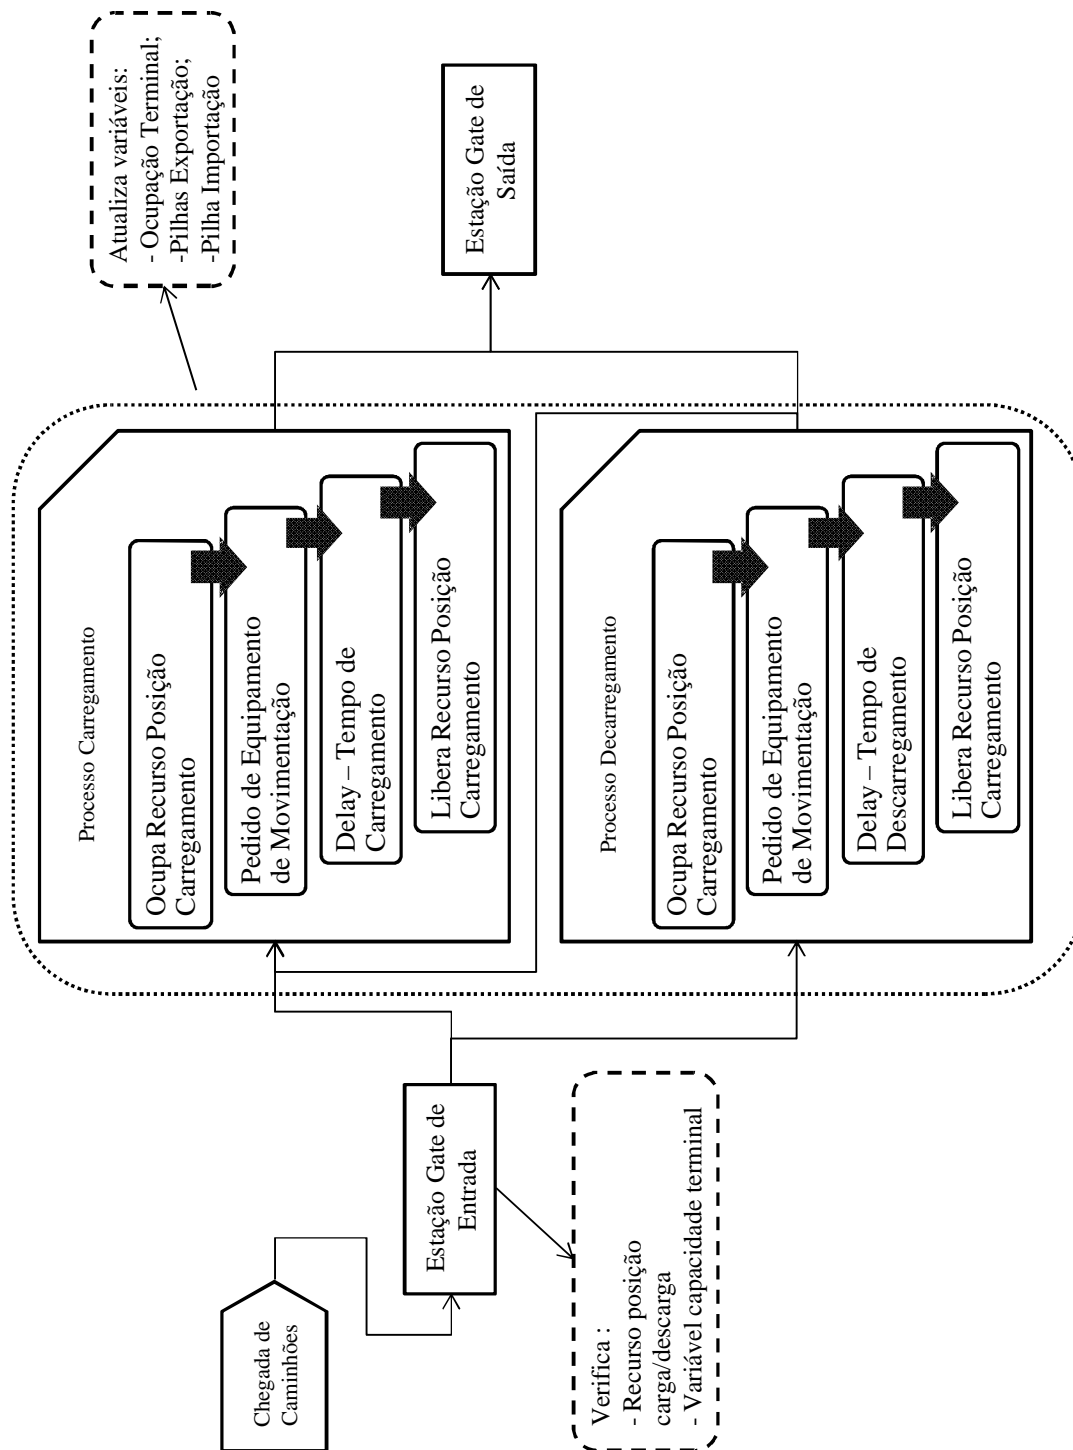 Chegada de
Caminhões
Estação Gate de
Entrada
Verifica :
- Recurso posição
carga/descarga
- Variável capacidade terminal
Processo Carregamento
Ocupa Recurso Posição
Carregamento
Pedido de Equipamento
de Movimentação
Delay – Tempo de
Carregamento
Libera Recurso Posição
Carregamento
Processo Decarregamento
Ocupa Recurso Posição
Carregamento
Pedido de Equipamento
de Movimentação
Delay – Tempo de
Descarregamento
Libera Recurso Posição
Carregamento
Atualiza variáveis:
- Ocupação Terminal;
-Pilhas Exportação;
-Pilha Importação
Estação Gate de
Saída